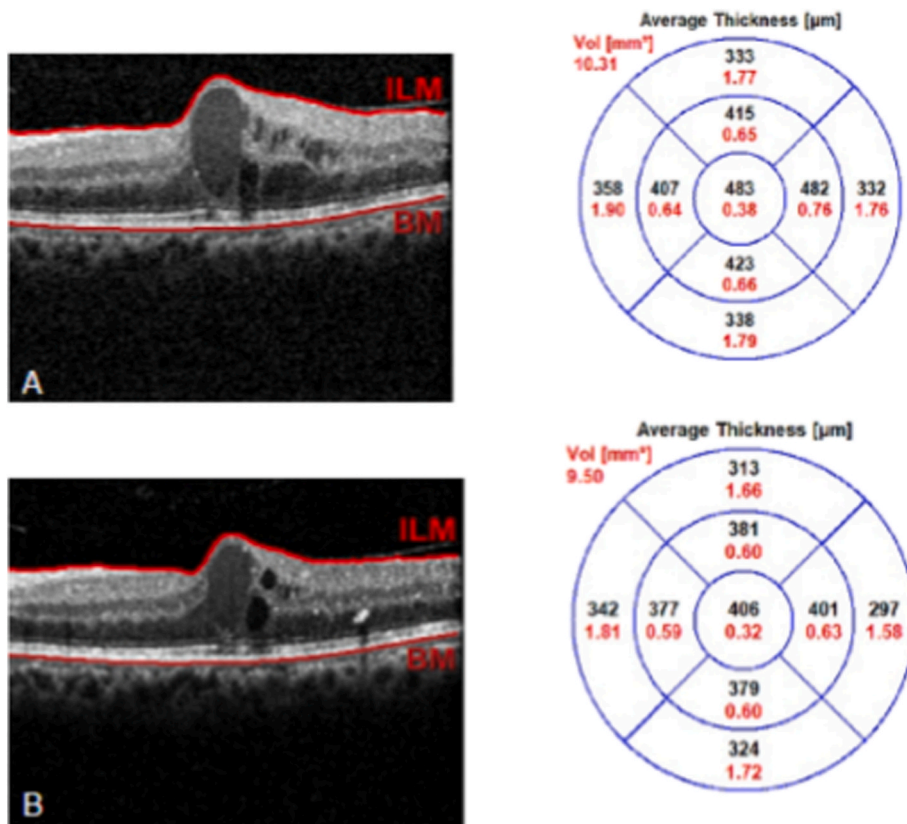 ILM
BM
A
Average Thickness [µm]
Vol [mm³]
10.31
333
1.77
415
0.65
358 407 483 482 332
1.90 0.64 0.38 0.76 1.76
423
0.66
338
1.79
ILM
BM
B
Average Thickness [µm]
Vol [mm³]
9.50
313
1.66
381
0.60
342 377 406 401 297
1.81 0.59 0.32 0.63 1.58
379
0.60
324
1.72